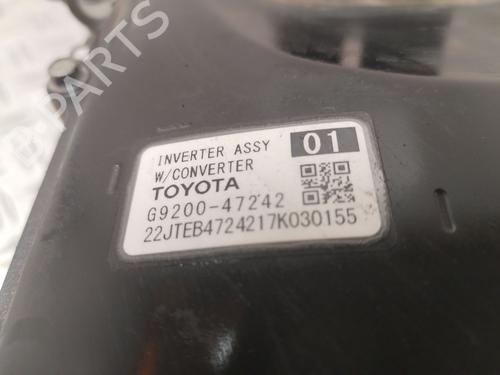 B-PARTS
INVERTER ASSY 01
W/CONVERTER
TOYOTA
G9200-47242
22JTEB4724217K030155